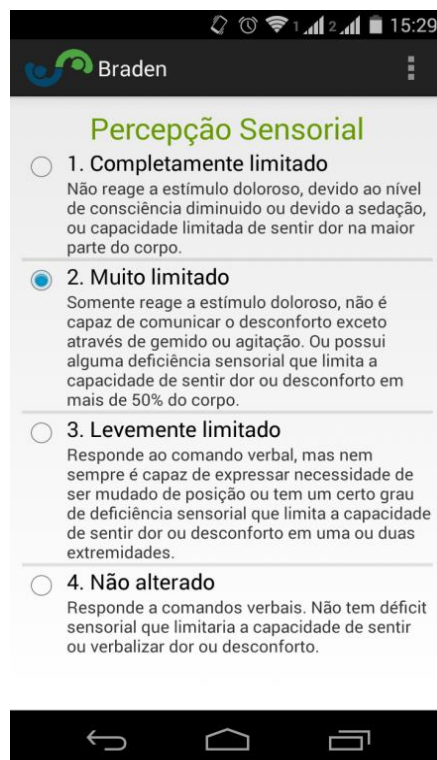 1 2 15:29
Braden
Percepção Sensorial
1. Completamente limitado
Não reage a estímulo doloroso, devido ao nível
de consciência diminuido ou devido a sedação,
ou capacidade limitada de sentir dor na maior
parte do corpo.
2. Muito limitado
Somente reage a estímulo doloroso, não é
capaz de comunicar o desconforto exceto
através de gemido ou agitação. Ou possui
alguma deficiência sensorial que limita a
capacidade de sentir dor ou desconforto em
mais de 50% do corpo.
3. Levemente limitado
Responde ao comando verbal, mas nem
sempre é capaz de expressar necessidade de
ser mudado de posição ou tem um certo grau
de deficiência sensorial que limita a capacidade
de sentir dor ou desconforto em uma ou duas
extremidades.
4. Não alterado
Responde a comandos verbais. Não tem déficit
sensorial que limitaria a capacidade de sentir
ou verbalizar dor ou desconforto.